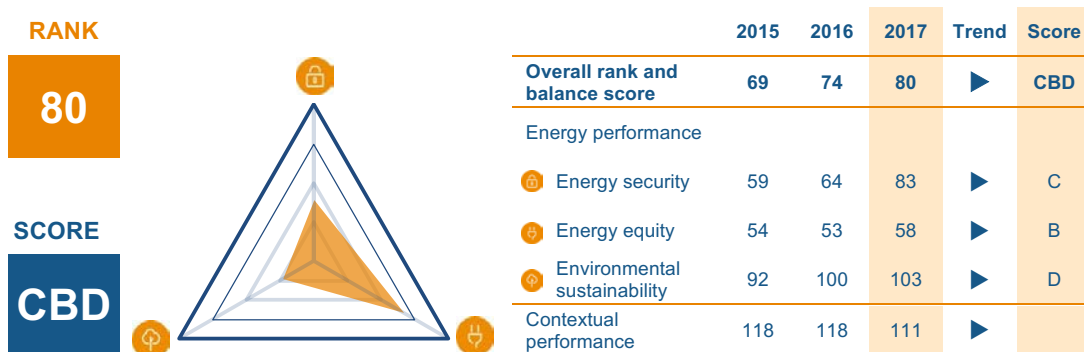 RANK
80
SCORE
CBD
2015 2016 2017 Trend Score
Overall rank and
balance score 69 74 80 CBD
Energy performance
Energy security 59 64 83 C
Energy equity 54 53 58 B
Environmental
sustainability 92 100 103 D
Contextual
performance 118 118 111